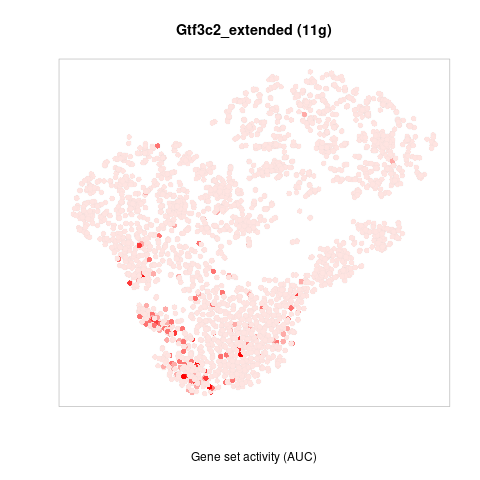 Gtf3c2_extended (11g)
Gene set activity (AUC)